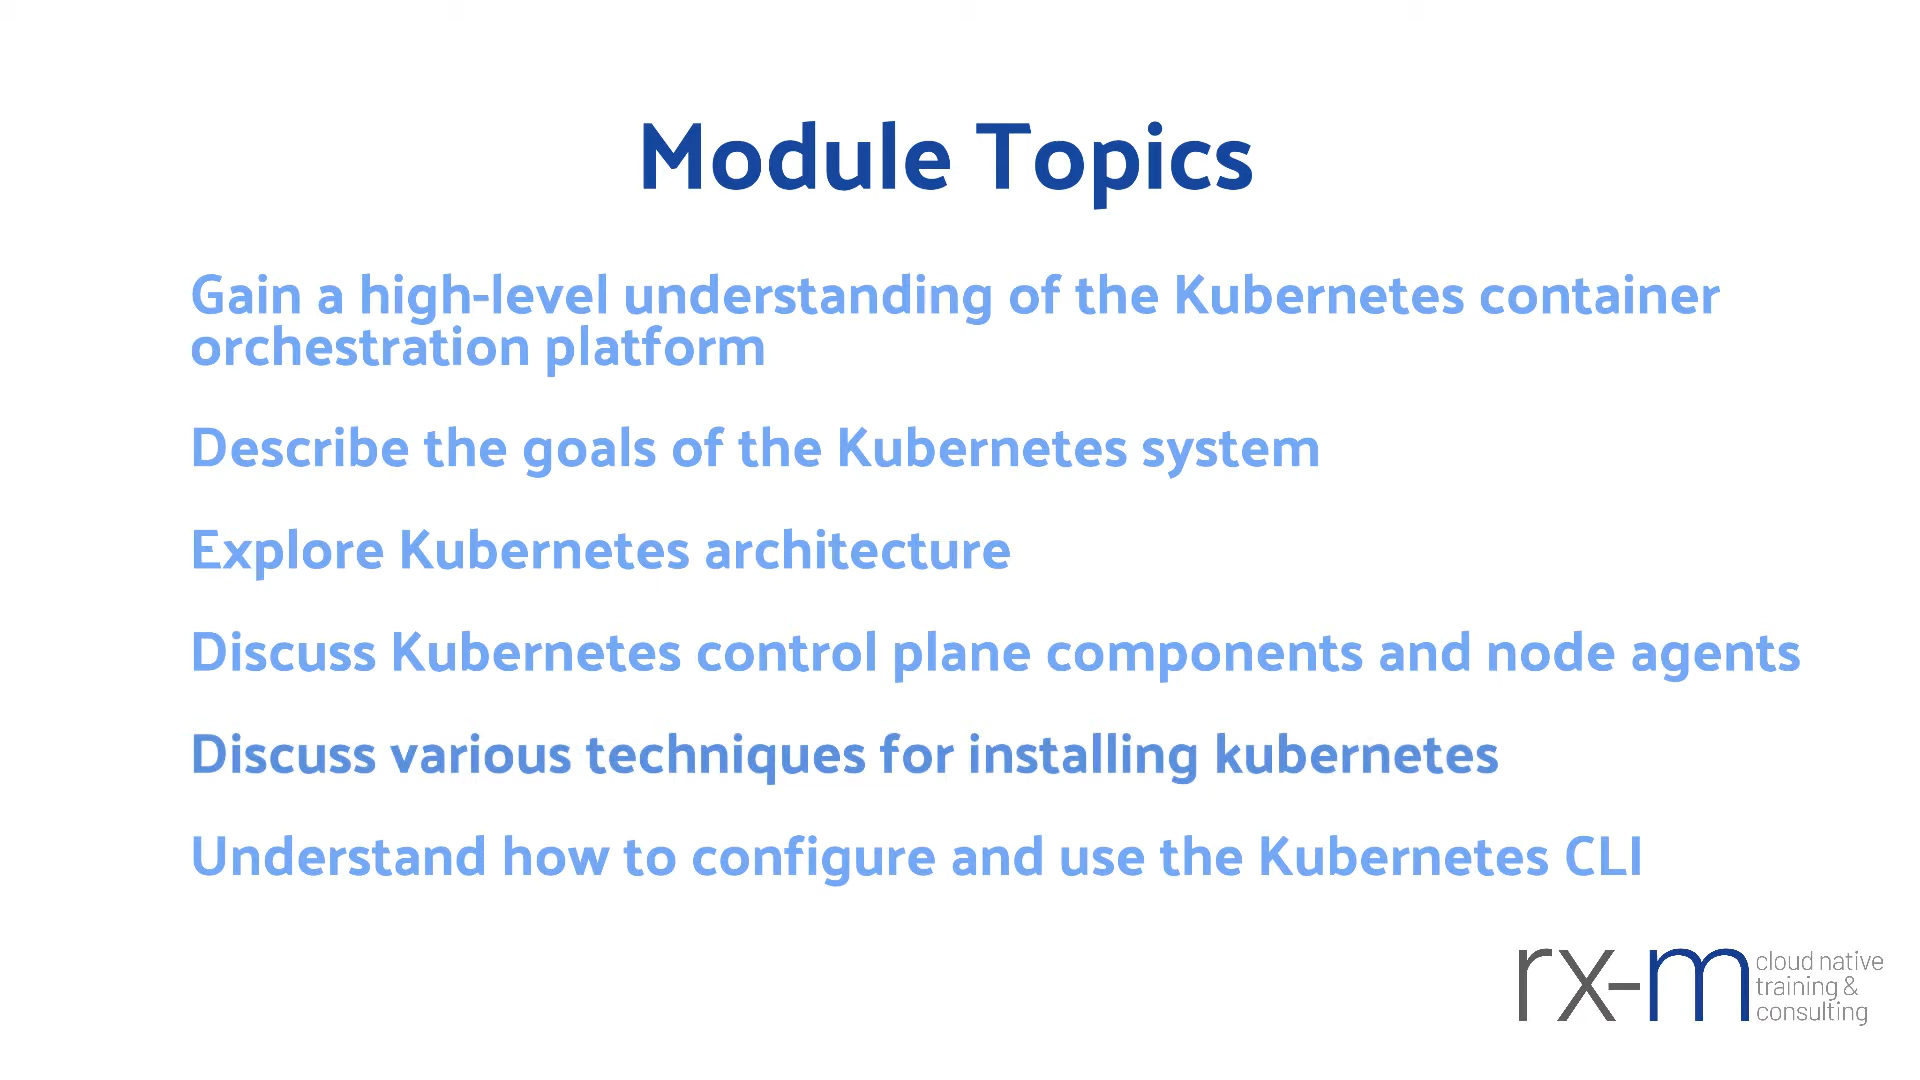 Module Topics
Gain a high-level understanding of the Kubernetes container
orchestration platform
Describe the goals of the Kubernetes system
Explore Kubernetes architecture
Discuss Kubernetes control plane components and node agents
Discuss various techniques for installing kubernetes
Understand how to configure and use the Kubernetes CLI
rx-m
cloud native
training &
consulting